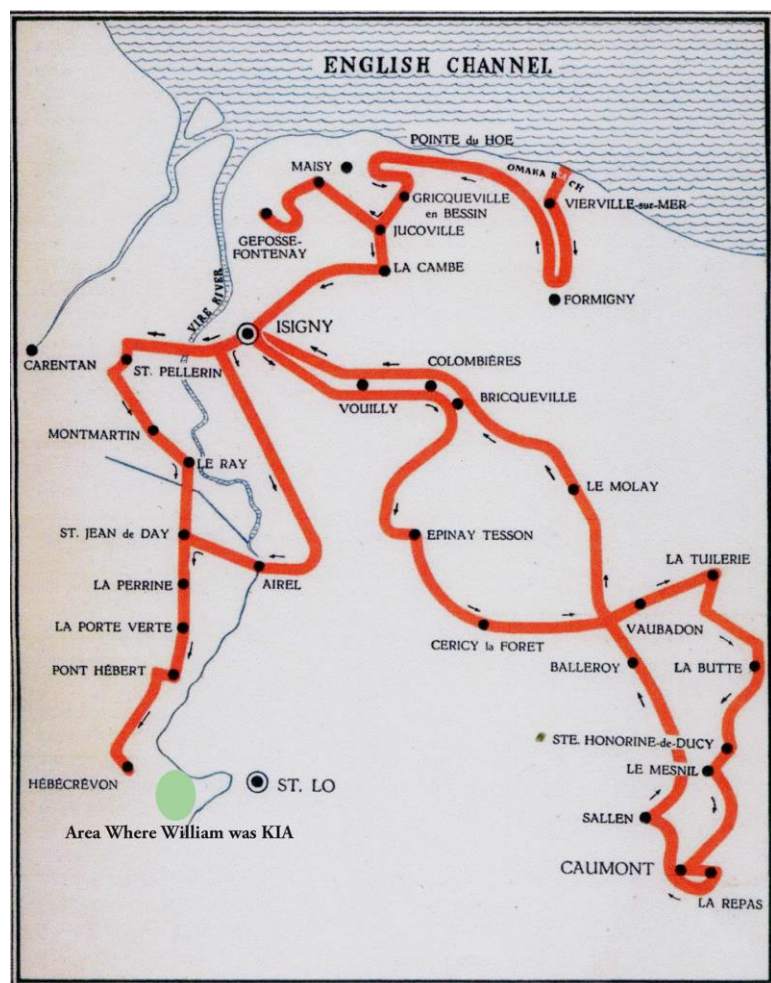 ENGLISH CHANNEL
POINTE du HOE
OMAHA BEACH
MAISY
GRICQUEVILLE
en BESSIN
VIERVILLE-sur-MER
GEFOSSE-
FONTENAY
JUCOVILLE
LA CAMBE
VIRE RIVER
FORMIGNY
ISIGNY
CARENTAN
ST. PELLERIN
COLOMBIÈRES
VOUILLY
BRICQUEVILLE
MONTMARTIN
LE RAY
LE MOLAY
ST. JEAN de DAY
EPINAY TESSON
LA TUILERIE
AIREL
LA PERRINE
LA PORTE VERTE
CERICY la FORET
VAUBADON
PONT HÉBERT
BALLEROY
LA BUTTE
STE. HONORINE-de-DUCY
LE MESNIL
HÉBÉCRÉVON
ST. LO
SALLEN
Area Where William was KIA
CAUMONT
LA REPAS